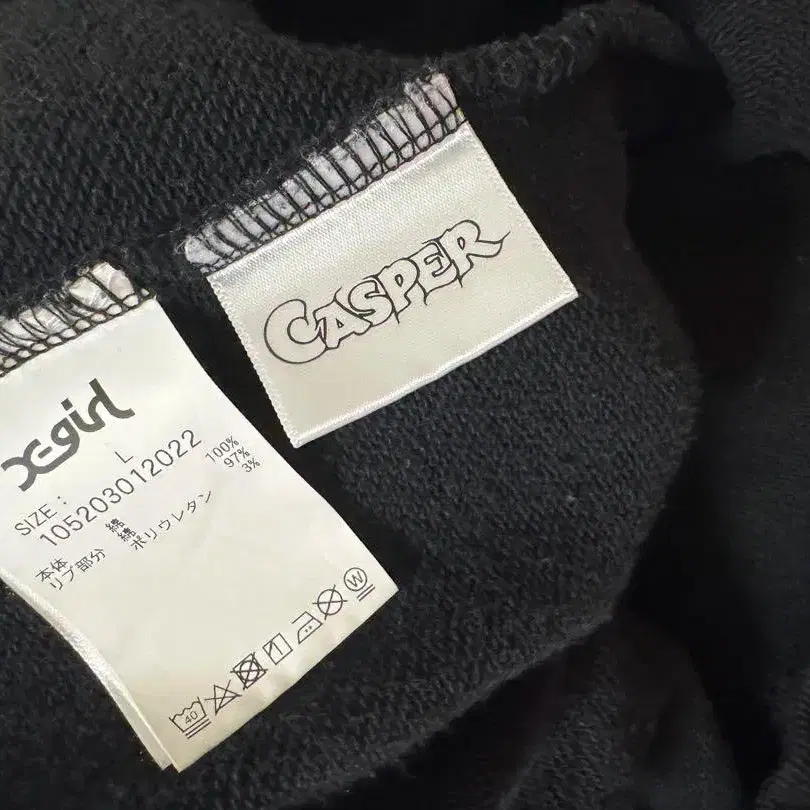 CASPER
X-girl
SIZE : L
105203012022
本体 綿 100%
リブ部分 綿 97%
ポリウレタン 3%
40
W